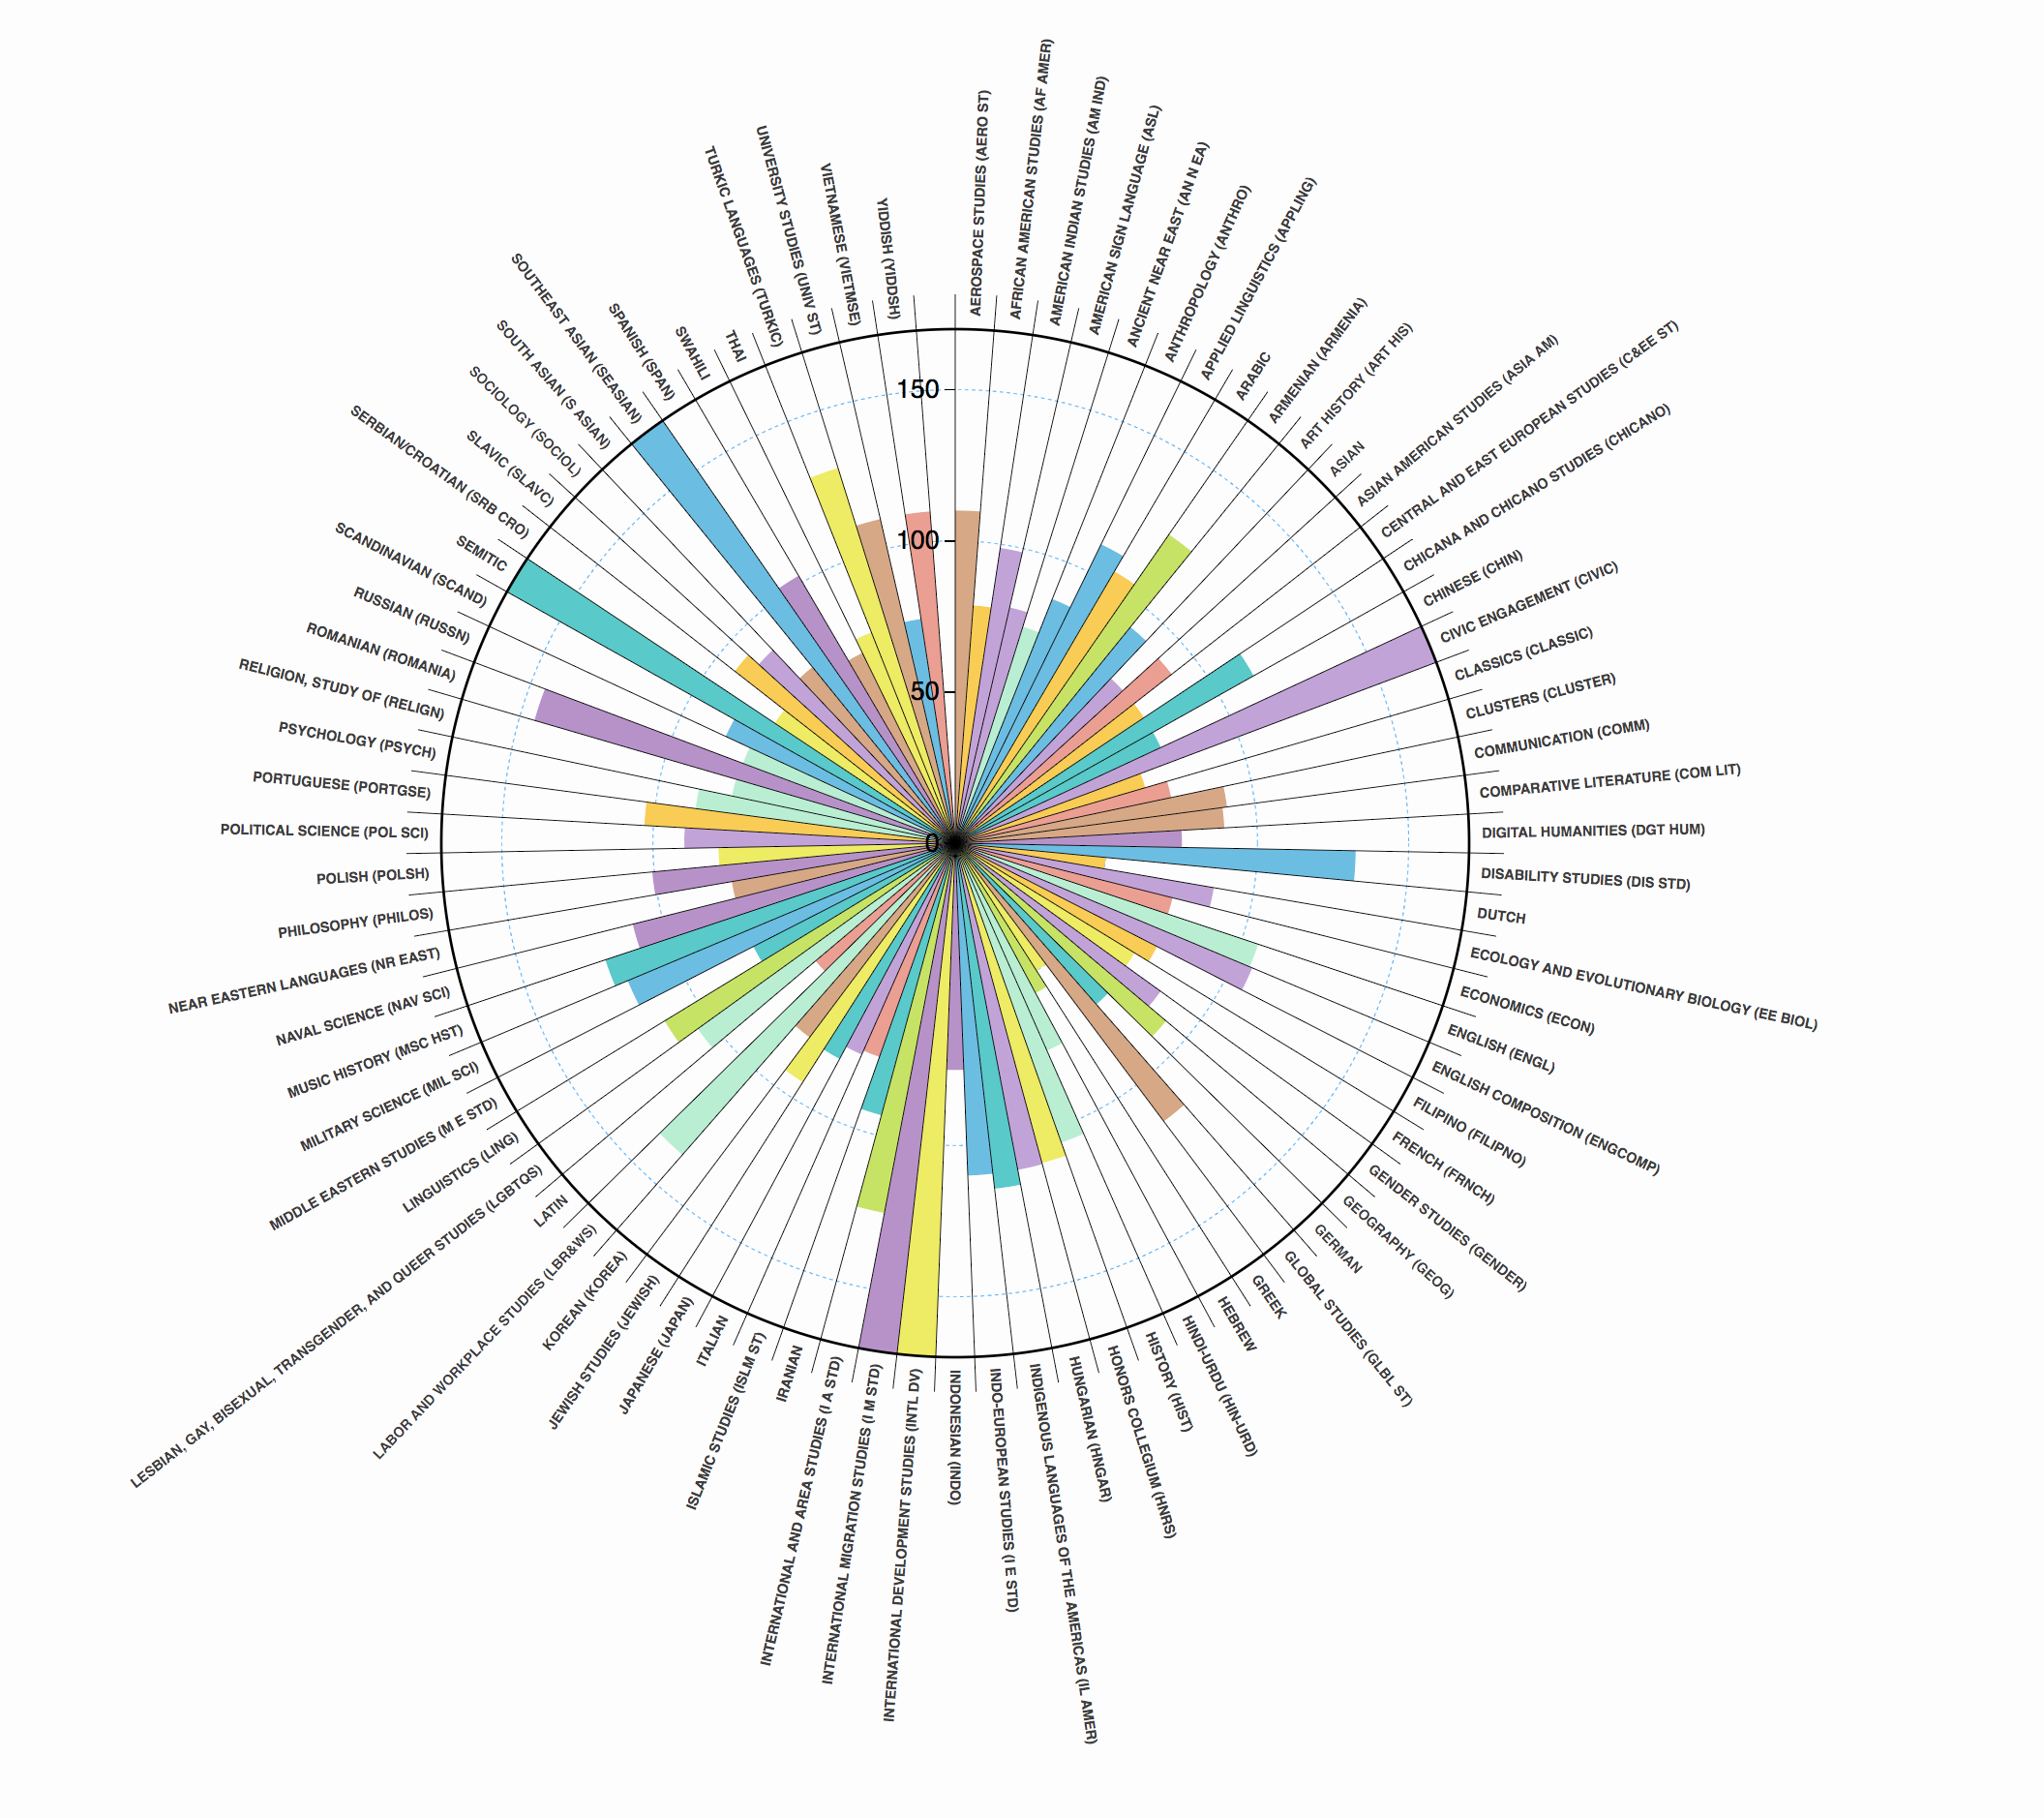 AEROSPACE STUDIES (AERO ST)
AFRICAN AMERICAN STUDIES (AF AMER)
AMERICAN INDIAN STUDIES (AM IND)
AMERICAN SIGN LANGUAGE (ASL)
ANCIENT NEAR EAST (AN N EA)
ANTHROPOLOGY (ANTHRO)
APPLIED LINGUISTICS (APPLING)
ARABIC
ARMENIAN (ARMENIA)
ART HISTORY (ART HIS)
ASIAN
ASIAN AMERICAN STUDIES (ASIA AM)
CENTRAL AND EAST EUROPEAN STUDIES (C&EE ST)
CHICANA AND CHICANO STUDIES (CHICANO)
CHINESE (CHIN)
CIVIC ENGAGEMENT (CIVIC)
CLASSICS (CLASSIC)
CLUSTERS (CLUSTER)
COMMUNICATION (COMM)
COMPARATIVE LITERATURE (COM LIT)
DIGITAL HUMANITIES (DGT HUM)
DISABILITY STUDIES (DIS STD)
DUTCH
ECOLOGY AND EVOLUTIONARY BIOLOGY (EE BIOL)
ECONOMICS (ECON)
ENGLISH (ENGL)
ENGLISH COMPOSITION (ENGCOMP)
FILIPINO (FILIPNO)
FRENCH (FRNCH)
GENDER STUDIES (GENDER)
GEOGRAPHY (GEOG)
GERMAN
GLOBAL STUDIES (GLBL ST)
GREEK
HEBREW
HINDI-URDU (HIN-URD)
HISTORY (HIST)
HONORS COLLEGIUM (HNRS)
HUNGARIAN (HNGAR)
INDIGENOUS LANGUAGES OF THE AMERICAS (IL AMER)
INDO-EUROPEAN STUDIES (I E STD)
INDONESIAN (INDO)
INTERNATIONAL DEVELOPMENT STUDIES (INTL DV)
INTERNATIONAL MIGRATION STUDIES (I M STD)
INTERNATIONAL AND AREA STUDIES (I A STD)
IRANIAN
ISLAMIC STUDIES (ISLM ST)
ITALIAN
JAPANESE (JAPAN)
JEWISH STUDIES (JEWISH)
KOREAN (KOREA)
LABOR AND WORKPLACE STUDIES (LBR&WS)
LATIN
LESBIAN, GAY, BISEXUAL, TRANSGENDER, AND QUEER STUDIES (LGBTQS)
LINGUISTICS (LING)
MIDDLE EASTERN STUDIES (M E STD)
MILITARY SCIENCE (MIL SCI)
MUSIC HISTORY (MSC HST)
NAVAL SCIENCE (NAV SCI)
NEAR EASTERN LANGUAGES (NR EAST)
PHILOSOPHY (PHILOS)
POLISH (POLSH)
POLITICAL SCIENCE (POL SCI)
PORTUGUESE (PORTGSE)
PSYCHOLOGY (PSYCH)
RELIGION, STUDY OF (RELIGN)
ROMANIAN (ROMANIA)
RUSSIAN (RUSSN)
SCANDINAVIAN (SCAND)
SEMITIC
SERBIAN/CROATIAN (SRB CRO)
SLAVIC (SLAVC)
SOCIOLOGY (SOCIOL)
SOUTH ASIAN (S ASIAN)
SOUTHEAST ASIAN (SEASIAN)
SPANISH (SPAN)
SWAHILI
THAI
TURKIC LANGUAGES (TURKIC)
UNIVERSITY STUDIES (UNIV ST)
VIETNAMESE (VIETMSE)
YIDDISH (YIDDSH)
150
100
50
0